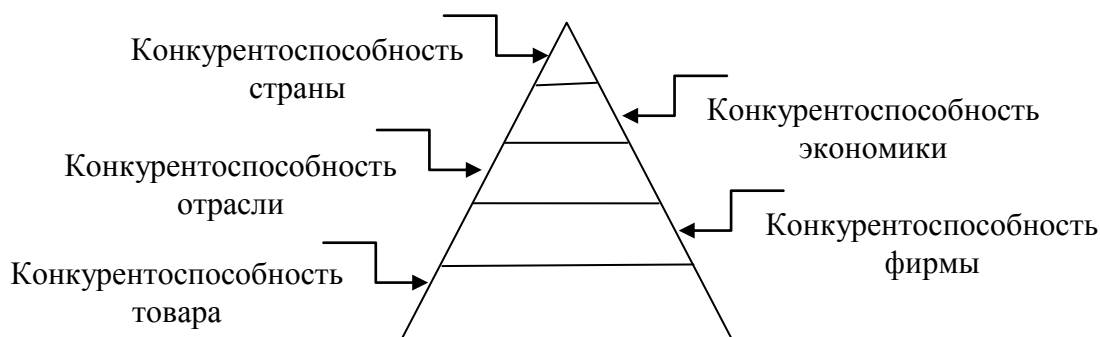 Конкурентоспособность
страны
Конкурентоспособность
экономики
Конкурентоспособность
отрасли
Конкурентоспособность
фирмы
Конкурентоспособность
товара